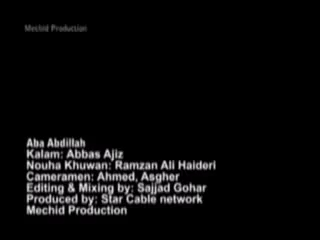 Mechid Production
Aba Abdillah
Kalam: Abbas Ajiz
Nouha Khuwan: Ramzan Ali Haideri
Cameramen: Ahmed, Asgher
Editing & Mixing by: Sajjad Gohar
Produced by: Star Cable network
Mechid Production